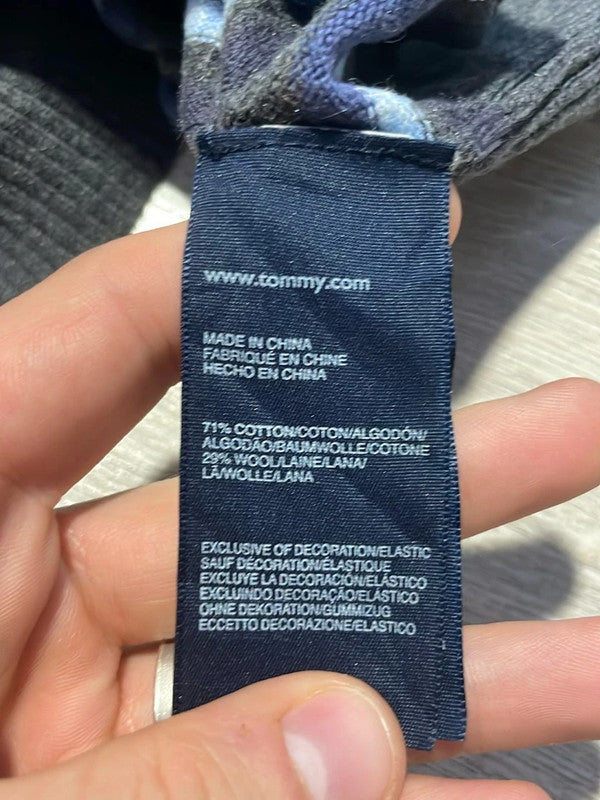 www.tommy.com
MADE IN CHINA
FABRIQUÉ EN CHINE
HECHO EN CHINA
71% COTTON/COTON/ALGODÓN/
ALGODÃO/BAUMWOLLE/COTONE
29% WOOL/LAINE/LANA/
LÃ/WOLLE/LANA
EXCLUSIVE OF DECORATION/ELASTIC
SAUF DÉCORATION/ÉLASTIQUE
EXCLUYE LA DECORACIÓN/ELÁSTICO
EXCLUINDO DECORAÇÃO/ELÁSTICO
OHNE DEKORATION/GUMMIZUG
ECCETTO DECORAZIONE/ELASTICO